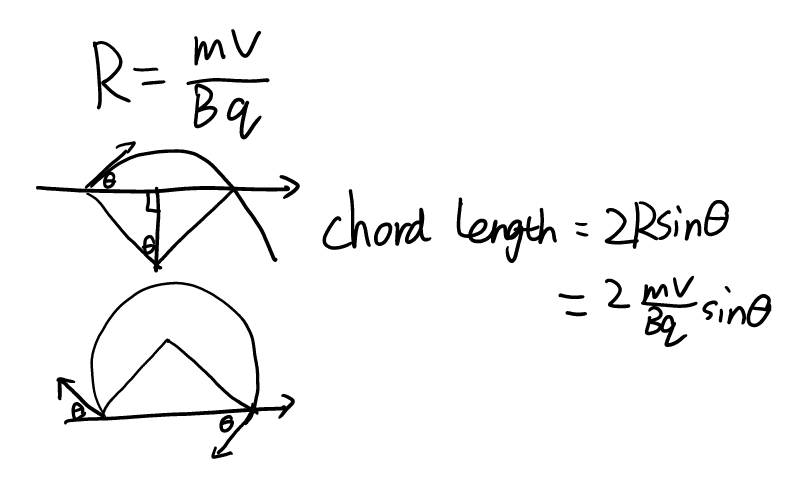 R = mV/Bq
θ
θ
chord length = 2Rsinθ
= 2 mV/Bq sinθ
θ
θ